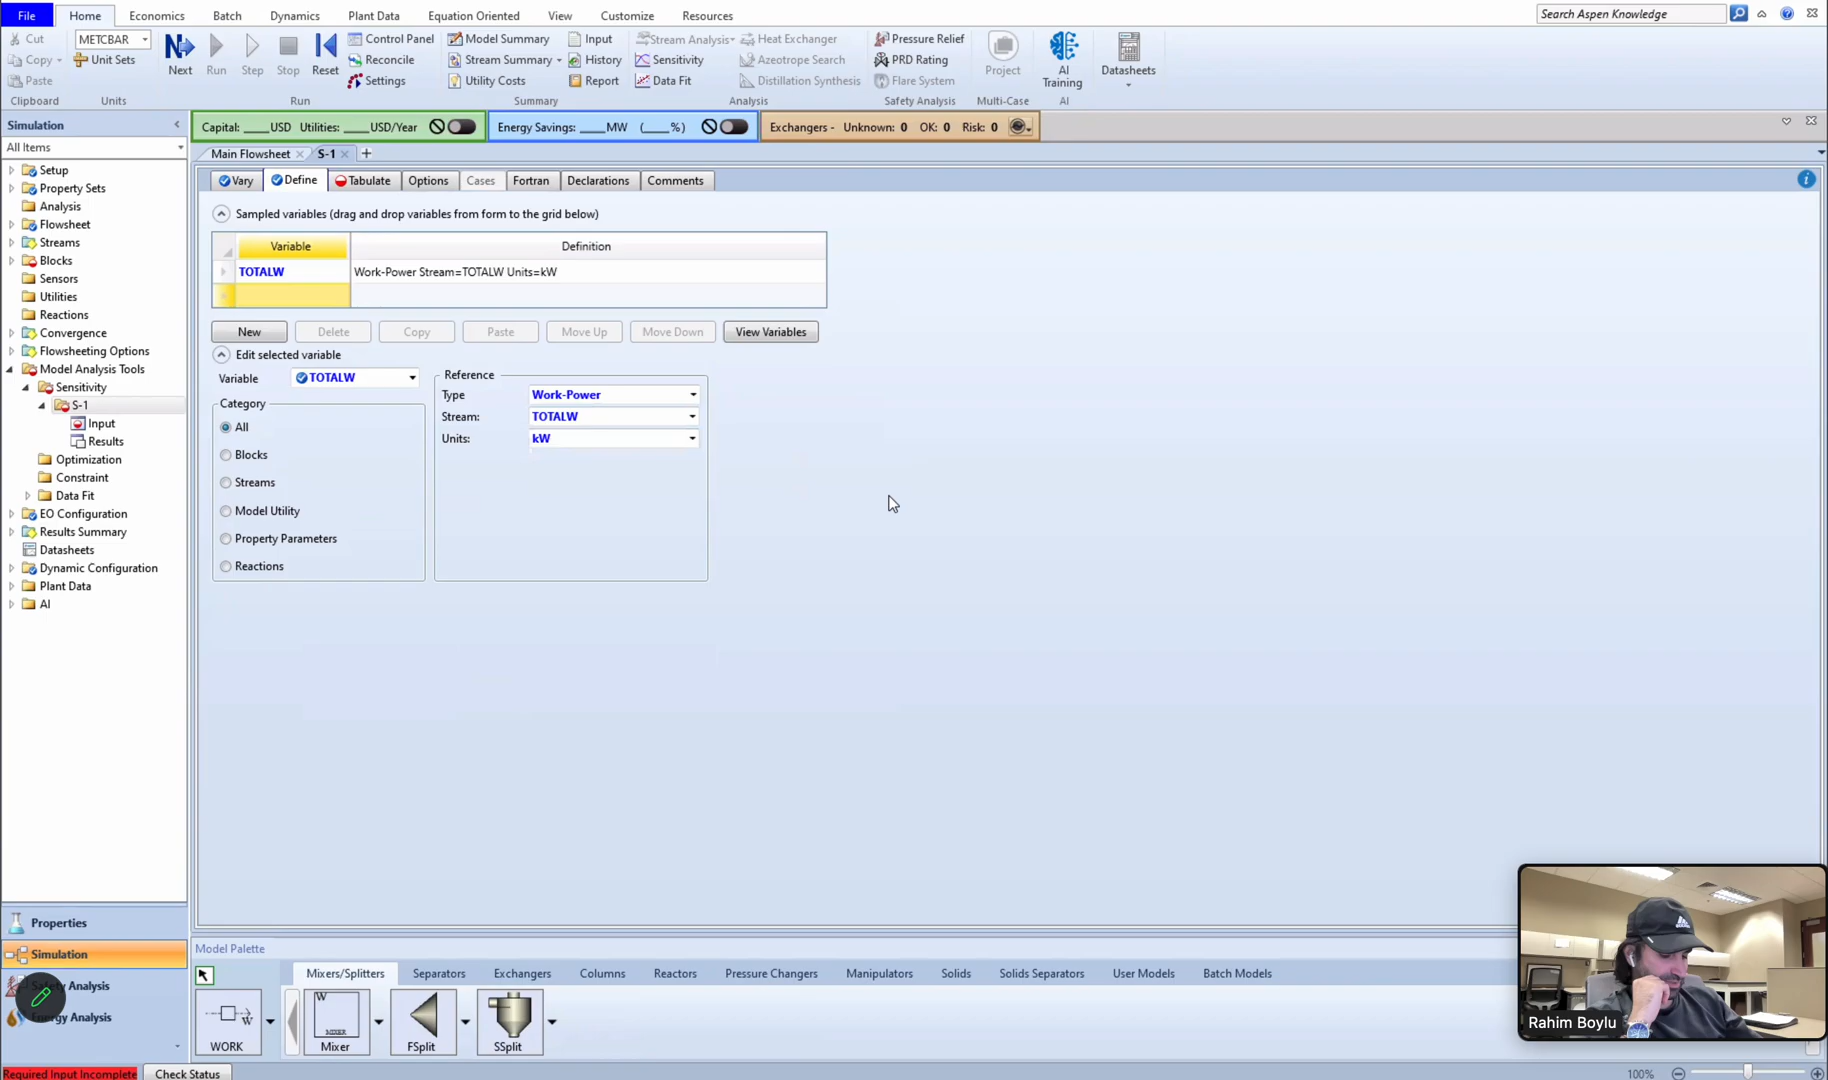 File Home Economics Batch Dynamics Plant Data Equation Oriented View Customize Resources
Search Aspen Knowledge
Cut METCBAR Next Run Step Stop Reset Control Panel Model Summary Input Stream Analysis Heat Exchanger Pressure Relief Project AI Training Datasheets
Copy Unit Sets Reconcile Stream Summary History Sensitivity Azeotrope Search PRD Rating
Paste Settings Utility Costs Report Data Fit Distillation Synthesis Flare System
Clipboard Units Run Summary Analysis Safety Analysis Multi-Case AI
Simulation
Capital: ____USD Utilities: ____USD/Year Energy Savings: ____MW (____%) Exchangers - Unknown: 0 OK: 0 Risk: 0
All Items
Main Flowsheet S-1
Setup
Property Sets
Analysis
Flowsheet
Streams
Blocks
Sensors
Utilities
Reactions
Convergence
Flowsheeting Options
Model Analysis Tools
Sensitivity
S-1
Input
Results
Optimization
Constraint
Data Fit
EO Configuration
Results Summary
Datasheets
Dynamic Configuration
Plant Data
AI
Vary Define Tabulate Options Cases Fortran Declarations Comments
Sampled variables (drag and drop variables from form to the grid below)
Variable Definition
TOTALW Work-Power Stream=TOTALW Units=kW
New Delete Copy Paste Move Up Move Down View Variables
Edit selected variable
Variable TOTALW
Category
All
Blocks
Streams
Model Utility
Property Parameters
Reactions
Reference
Type Work-Power
Stream: TOTALW
Units: kW
Properties
Simulation
Safety Analysis
Energy Analysis
Model Palette
Mixers/Splitters Separators Exchangers Columns Reactors Pressure Changers Manipulators Solids Solids Separators User Models Batch Models
W W
MIXER
WORK Mixer FSplit SSplit
Rahim Boylu
Required Input Incomplete Check Status 100%